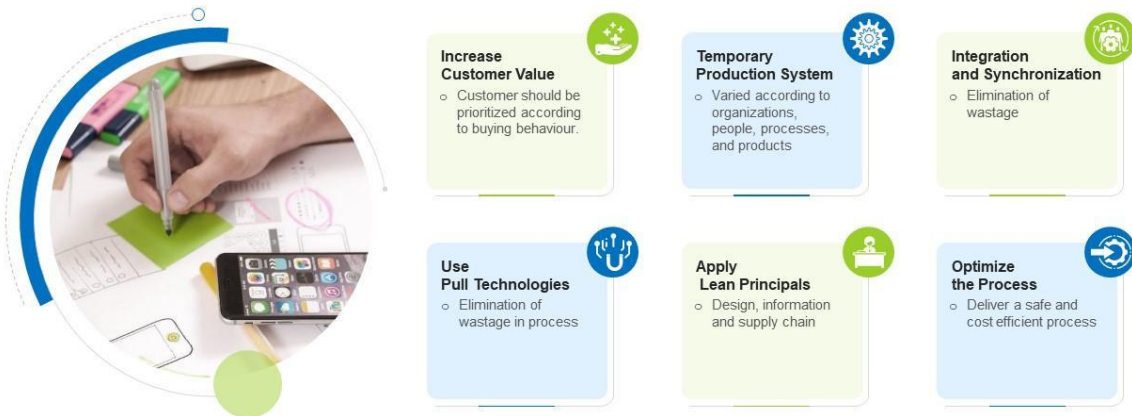 Increase
Customer Value
Customer should be
prioritized according
to buying behaviour.
Temporary
Production System
Varied according to
organizations,
people, processes,
and products
Integration
and Synchronization
Elimination of
wastage
Use
Pull Technologies
Elimination of
wastage in process
Apply
Lean Principals
Design, information
and supply chain
Optimize
the Process
Deliver a safe and
cost efficient process